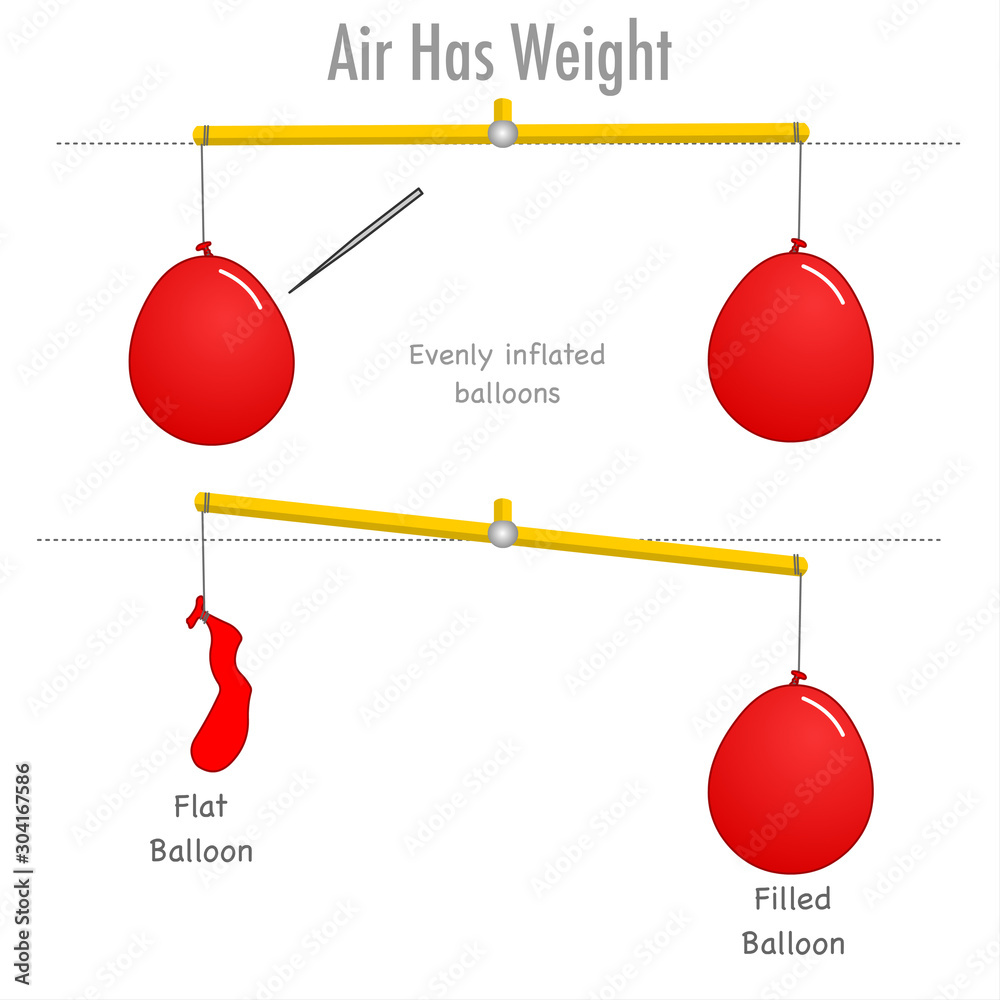 Air Has Weight
Evenly inflated
balloons
Flat
Balloon
Filled
Balloon
Adobe Stock | #304167586